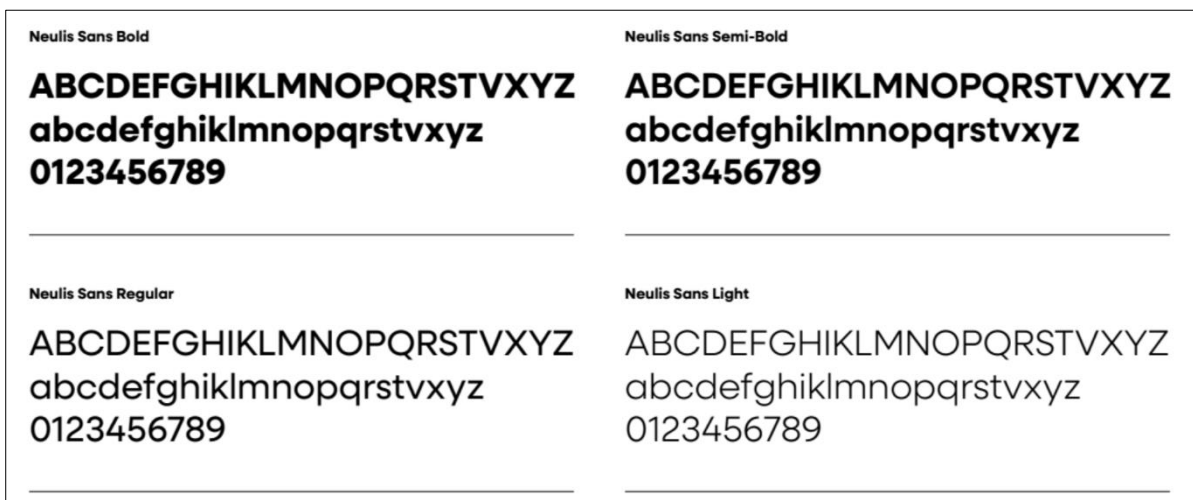 Neulis Sans Bold
ABCDEFGHIKLMNOPQRSTVXYZ
abcdefghiklmnopqrstvxyz
0123456789
Neulis Sans Semi-Bold
ABCDEFGHIKLMNOPQRSTVXYZ
abcdefghiklmnopqrstvxyz
0123456789
Neulis Sans Regular
ABCDEFGHIKLMNOPQRSTVXYZ
abcdefghiklmnopqrstvxyz
0123456789
Neulis Sans Light
ABCDEFGHIKLMNOPQRSTVXYZ
abcdefghiklmnopqrstvxyz
0123456789